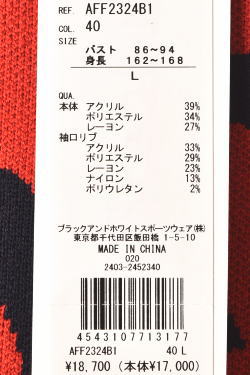 REF. AFF2324B1
COL. 40
SIZE
バスト 86~94
身長 162~168
L
QUA.
本体 アクリル 39%
ポリエステル 34%
レーヨン 27%
袖口リブ
アクリル 33%
ポリエステル 29%
レーヨン 23%
ナイロン 13%
ポリウレタン 2%
ブラックアンドホワイトスポーツウェア(株)
東京都千代田区飯田橋 1-5-10
MADE IN CHINA
020
2403-2452340
4543107713177
AFF2324B1 40 L
¥18,700 (本体¥17,000)